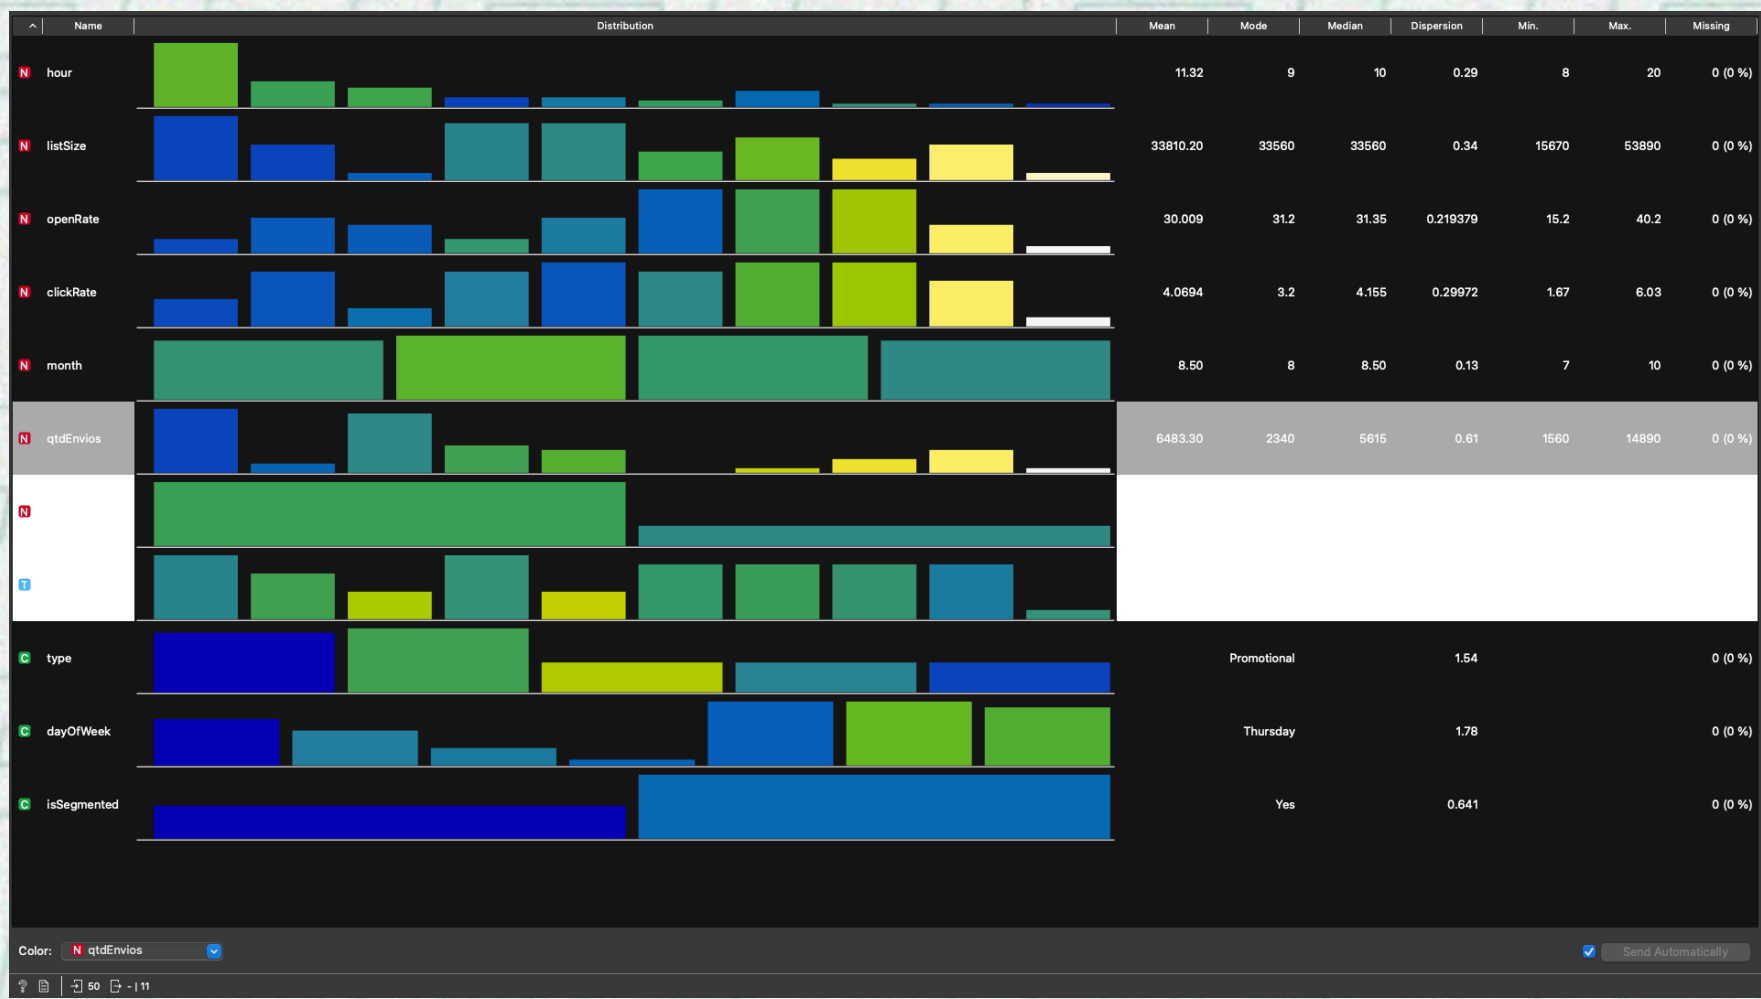 Name Distribution Mean Mode Median Dispersion Min. Max. Missing
N hour 11.32 9 10 0.29 8 20 0 (0 %)
N listSize 33810.20 33560 33560 0.34 15670 53890 0 (0 %)
N openRate 30.009 31.2 31.35 0.219379 15.2 40.2 0 (0 %)
N clickRate 4.0694 3.2 4.155 0.29972 1.67 6.03 0 (0 %)
N month 8.50 8 8.50 0.13 7 10 0 (0 %)
N qtdEnvios 6483.30 2340 5615 0.61 1560 14890 0 (0 %)
N
T
C type Promotional 1.54 0 (0 %)
C dayOfWeek Thursday 1.78 0 (0 %)
C isSegmented Yes 0.641 0 (0 %)
Color: N qtdEnvios Send Automatically
? 50 - | 11